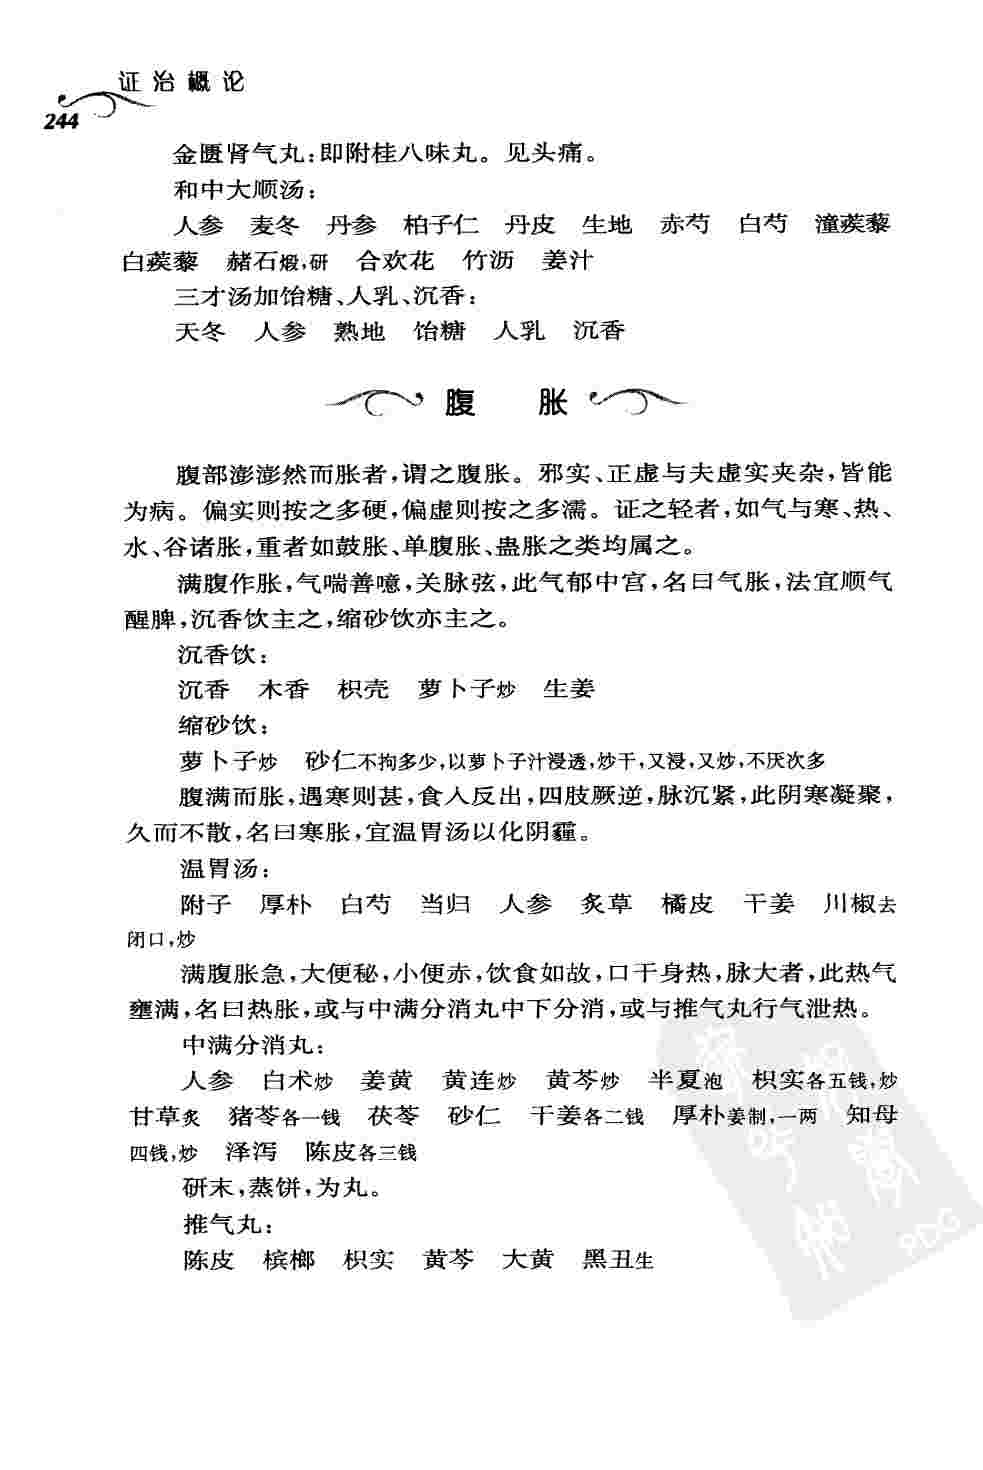 证治概论
244
金匮肾气丸:即附桂八味丸。见头痛。
和中大顺汤:
人参 麦冬 丹参 柏子仁 丹皮 生地 赤芍 白芍 潼蒺藜
白蒺藜 赭石煅,研 合欢花 竹沥 姜汁
三才汤加饴糖、人乳、沉香:
天冬 人参 熟地 饴糖 人乳 沉香
腹 胀
腹部澎澎然而胀者,谓之腹胀。邪实、正虚与夫虚实夹杂,皆能
为病。偏实则按之多硬,偏虚则按之多濡。证之轻者,如气与寒、热、
水、谷诸胀,重者如鼓胀、单腹胀、蛊胀之类均属之。
满腹作胀,气喘善噫,关脉弦,此气郁中宫,名曰气胀,法宜顺气
醒脾,沉香饮主之,缩砂饮亦主之。
沉香饮:
沉香 木香 枳壳 萝卜子炒 生姜
缩砂饮:
萝卜子炒 砂仁不拘多少,以萝卜子汁浸透,炒干,又浸,又炒,不厌次多
腹满而胀,遇寒则甚,食入反出,四肢厥逆,脉沉紧,此阴寒凝聚,
久而不散,名曰寒胀,宜温胃汤以化阴霾。
温胃汤:
附子 厚朴 白芍 当归 人参 炙草 橘皮 干姜 川椒去
闭口,炒
满腹胀急,大便秘,小便赤,饮食如故,口干身热,脉大者,此热气
壅满,名曰热胀,或与中满分消丸中下分消,或与推气丸行气泄热。
中满分消丸:
人参 白术炒 姜黄 黄连炒 黄芩炒 半夏泡 枳实各五钱,炒
甘草炙 猪苓各一钱 茯苓 砂仁 干姜各二钱 厚朴姜制,一两 知母
四钱,炒 泽泻 陈皮各三钱
研末,蒸饼,为丸。
推气丸:
陈皮 槟榔 枳实 黄芩 大黄 黑丑生
PDG